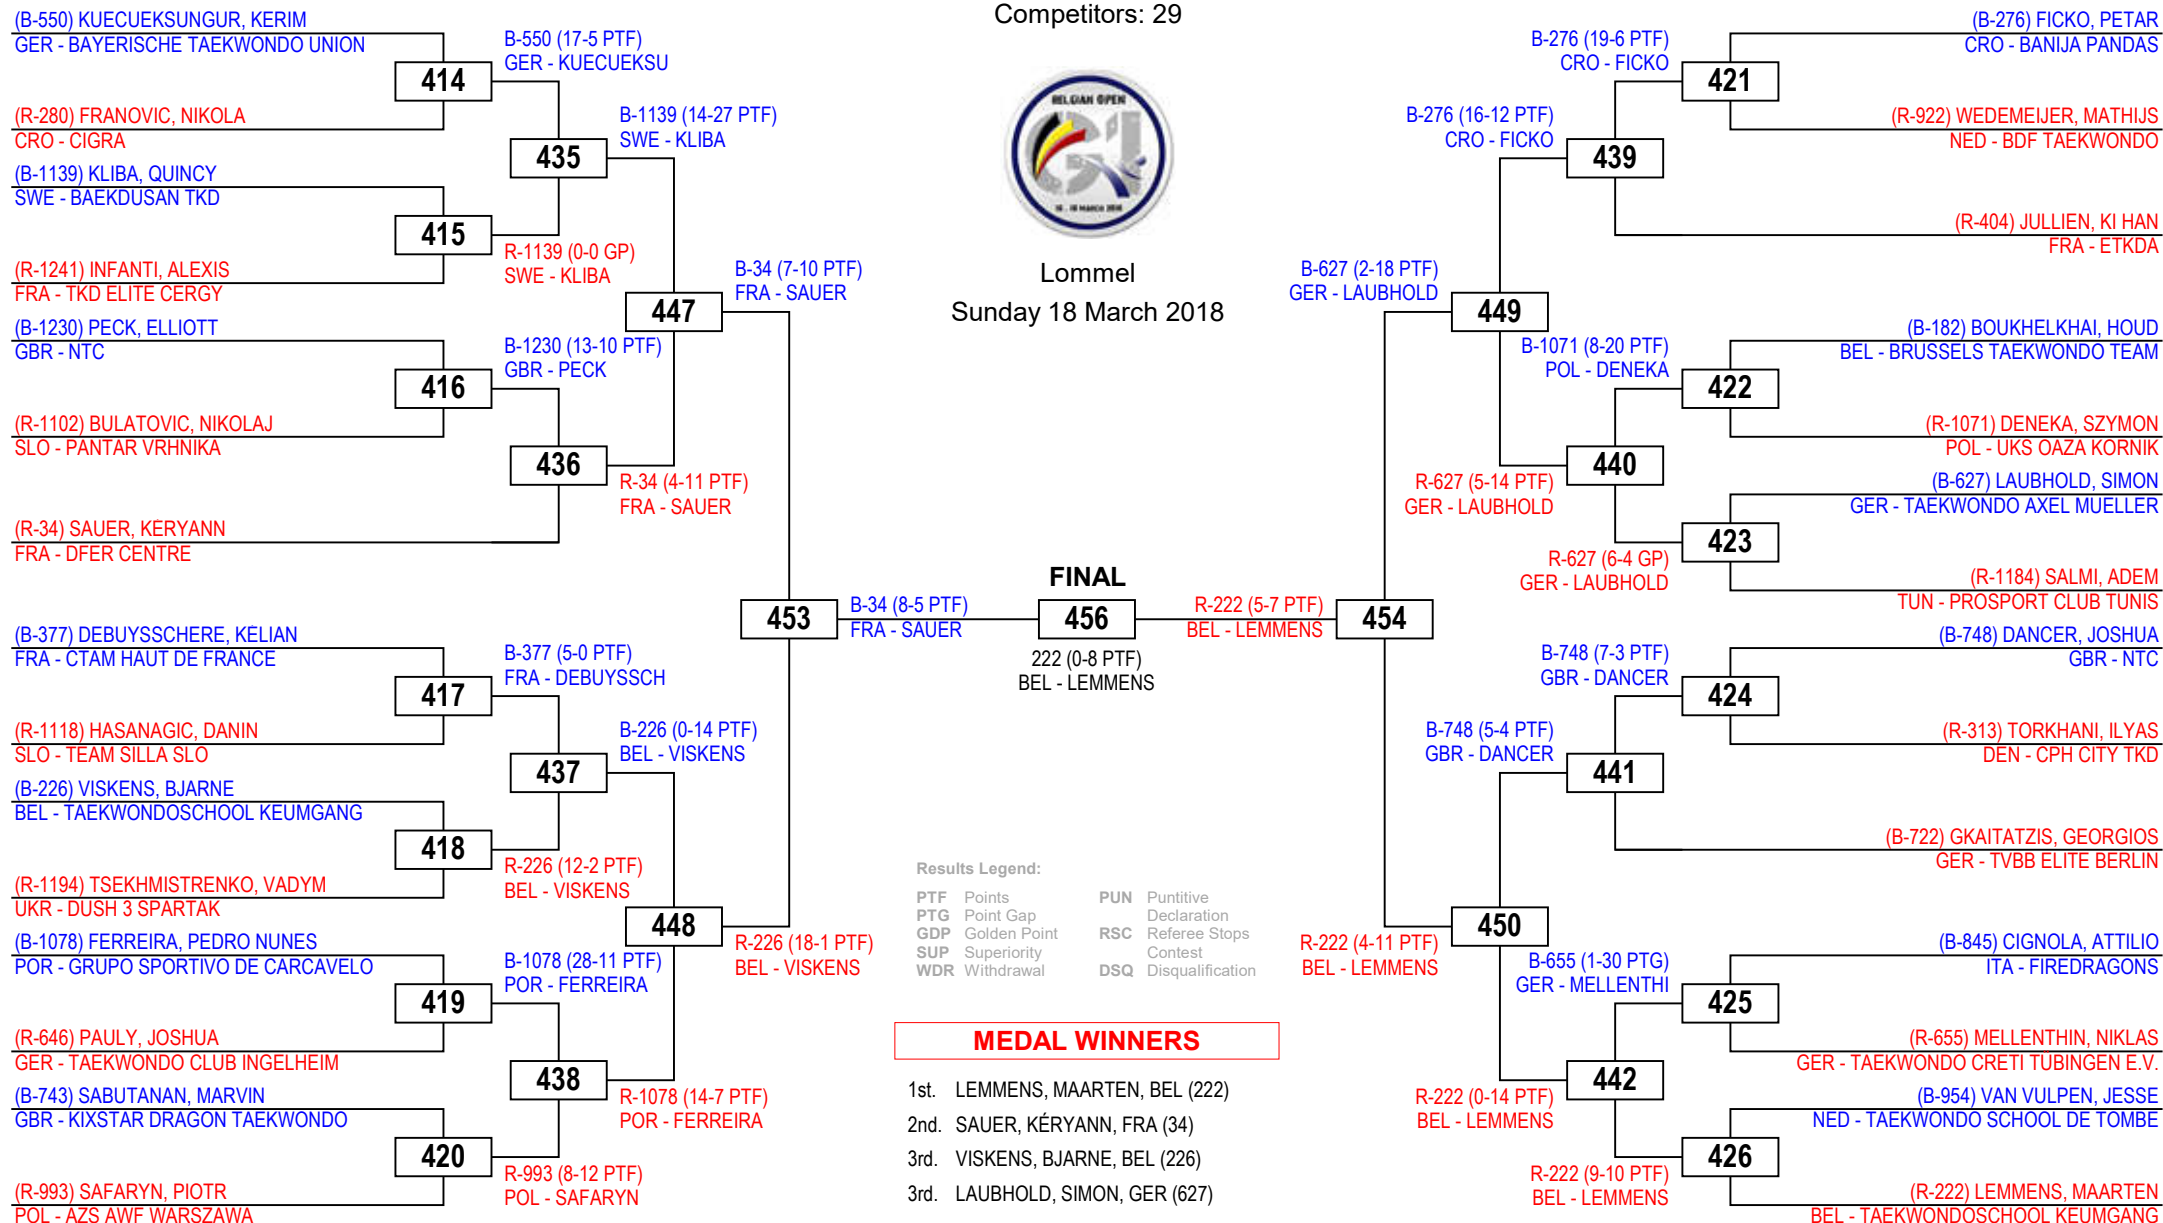 Competitors: 29
BELGIAN OPEN
Lommel
Sunday 18 March 2018
(B-550) KUECUEKSUNGUR, KERIM
GER - BAYERISCHE TAEKWONDO UNION
414
(R-280) FRANOVIC, NIKOLA
CRO - CIGRA
(B-1139) KLIBA, QUINCY
SWE - BAEKDUSAN TKD
415
(R-1241) INFANTI, ALEXIS
FRA - TKD ELITE CERGY
(B-1230) PECK, ELLIOTT
GBR - NTC
416
(R-1102) BULATOVIC, NIKOLAJ
SLO - PANTAR VRHNIKA
(R-34) SAUER, KÉRYANN
FRA - DFER CENTRE
(B-377) DEBUYSSCHERE, KÉLIAN
FRA - CTAM HAUT DE FRANCE
417
(R-1118) HASANAGIC, DANIN
SLO - TEAM SILLA SLO
(B-226) VISKENS, BJARNE
BEL - TAEKWONDOSCHOOL KEUMGANG
418
(R-1194) TSEKHMISTRENKO, VADYM
UKR - DUSH 3 SPARTAK
(B-1078) FERREIRA, PEDRO NUNES
POR - GRUPO SPORTIVO DE CARCAVELO
419
(R-646) PAULY, JOSHUA
GER - TAEKWONDO CLUB INGELHEIM
(B-743) SABUTANAN, MARVIN
GBR - KIXSTAR DRAGON TAEKWONDO
420
(R-993) SAFARYN, PIOTR
POL - AZS AWF WARSZAWA
B-550 (17-5 PTF)
GER - KUECUEKSU
435
R-1139 (0-0 GP)
SWE - KLIBA
B-1230 (13-10 PTF)
GBR - PECK
436
B-377 (5-0 PTF)
FRA - DEBUYSSCH
437
R-226 (12-2 PTF)
BEL - VISKENS
B-1078 (28-11 PTF)
POR - FERREIRA
438
R-993 (8-12 PTF)
POL - SAFARYN
B-1139 (14-27 PTF)
SWE - KLIBA
447
R-34 (4-11 PTF)
FRA - SAUER
B-226 (0-14 PTF)
BEL - VISKENS
448
R-1078 (14-7 PTF)
POR - FERREIRA
B-34 (7-10 PTF)
FRA - SAUER
453
R-226 (18-1 PTF)
BEL - VISKENS
B-34 (8-5 PTF)
FRA - SAUER
FINAL
456
222 (0-8 PTF)
BEL - LEMMENS
R-222 (5-7 PTF)
BEL - LEMMENS
B-627 (2-18 PTF)
GER - LAUBHOLD
454
R-222 (4-11 PTF)
BEL - LEMMENS
B-276 (16-12 PTF)
CRO - FICKO
449
R-627 (5-14 PTF)
GER - LAUBHOLD
B-748 (5-4 PTF)
GBR - DANCER
450
R-222 (0-14 PTF)
BEL - LEMMENS
B-276 (19-6 PTF)
CRO - FICKO
439
B-1071 (8-20 PTF)
POL - DENEKA
440
R-627 (6-4 GP)
GER - LAUBHOLD
B-748 (7-3 PTF)
GBR - DANCER
441
B-655 (1-30 PTG)
GER - MELLENTHI
442
R-222 (9-10 PTF)
BEL - LEMMENS
(B-276) FICKO, PETAR
CRO - BANIJA PANDAS
421
(R-922) WEDEMEIJER, MATHIJS
NED - BDF TAEKWONDO
(R-404) JULLIEN, KI HAN
FRA - ETKDA
(B-182) BOUKHELKHAI, HOUD
BEL - BRUSSELS TAEKWONDO TEAM
422
(R-1071) DENEKA, SZYMON
POL - UKS OAZA KORNIK
(B-627) LAUBHOLD, SIMON
GER - TAEKWONDO AXEL MUELLER
423
(R-1184) SALMI, ADEM
TUN - PROSPORT CLUB TUNIS
(B-748) DANCER, JOSHUA
GBR - NTC
424
(R-313) TORKHANI, ILYAS
DEN - CPH CITY TKD
(B-722) GKAITATZIS, GEORGIOS
GER - TVBB ELITE BERLIN
(B-845) CIGNOLA, ATTILIO
ITA - FIREDRAGONS
425
(R-655) MELLENTHIN, NIKLAS
GER - TAEKWONDO CRETI TÜBINGEN E.V.
(B-954) VAN VULPEN, JESSE
NED - TAEKWONDO SCHOOL DE TOMBE
426
(R-222) LEMMENS, MAARTEN
BEL - TAEKWONDOSCHOOL KEUMGANG
Results Legend:
PTF Points PUN Puntitive
PTG Point Gap Declaration
GDP Golden Point RSC Referee Stops
SUP Superiority Contest
WDR Withdrawal DSQ Disqualification
MEDAL WINNERS
1st. LEMMENS, MAARTEN, BEL (222)
2nd. SAUER, KÉRYANN, FRA (34)
3rd. VISKENS, BJARNE, BEL (226)
3rd. LAUBHOLD, SIMON, GER (627)